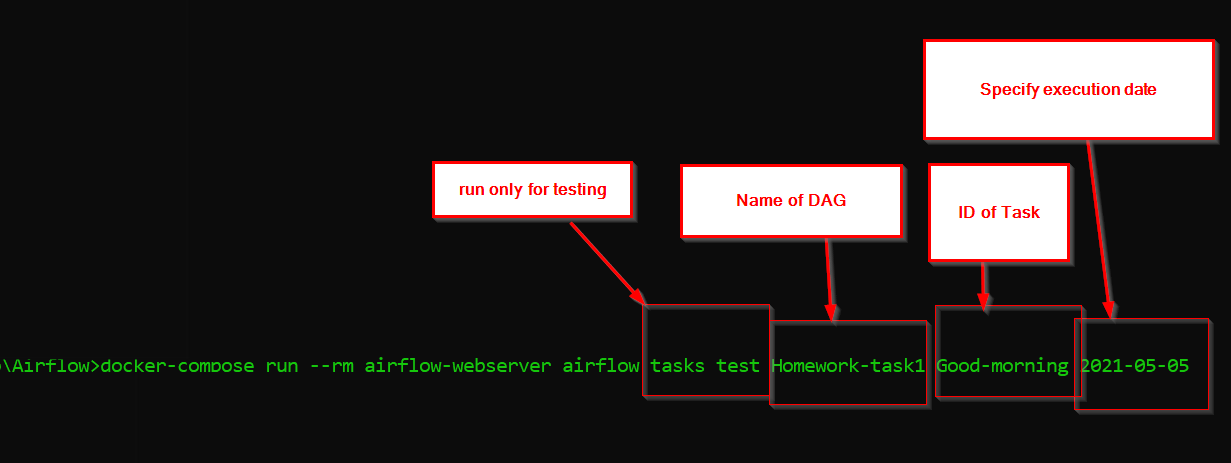 Specify execution date
run only for testing
Name of DAG
ID of Task
\Airflow>docker-compose run --rm airflow-webserver airflow tasks test Homework-task1 Good-morning 2021-05-05